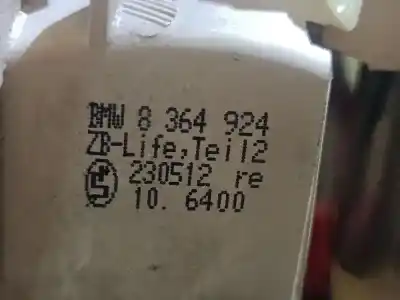 BMW 8 364 924
ZB-Life,Teil2
230512 re
10. 6400